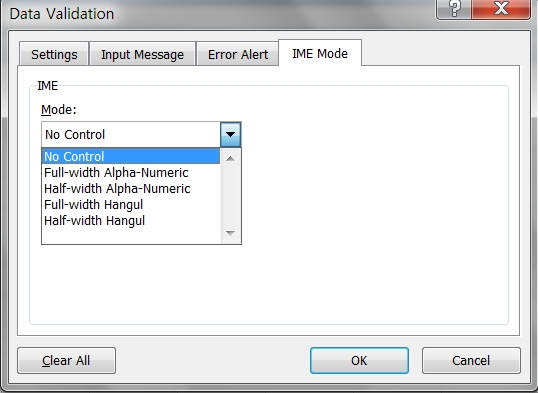 Data Validation
Settings
Input Message
Error Alert
IME Mode
IME
Mode:
No Control
No Control
Full-width Alpha-Numeric
Half-width Alpha-Numeric
Full-width Hangul
Half-width Hangul
Clear All
OK
Cancel